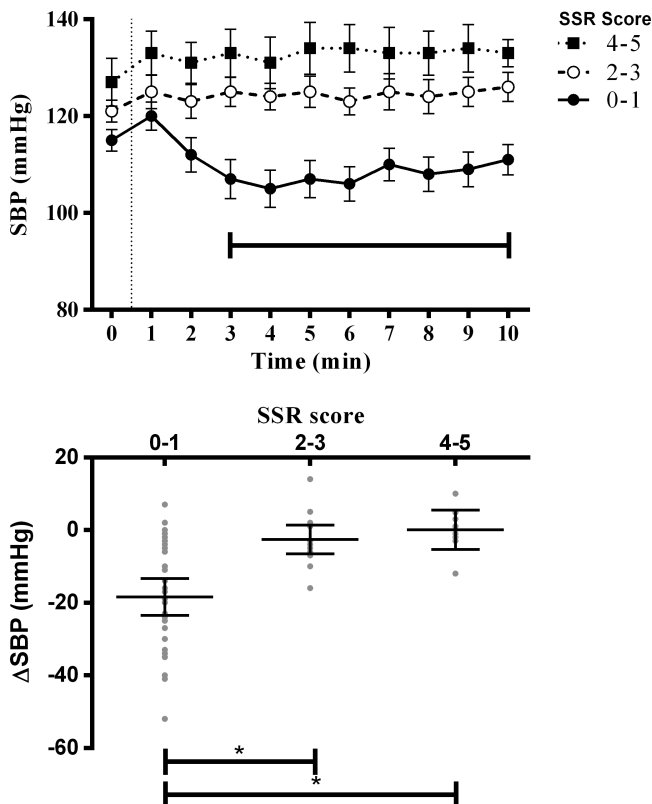 SSR Score
4-5
2-3
0-1
140
120
100
80
SBP (mmHg)
0 1 2 3 4 5 6 7 8 9 10
Time (min)
SSR score
0-1 2-3 4-5
20
0
-20
-40
-60
ΔSBP (mmHg)
*
*